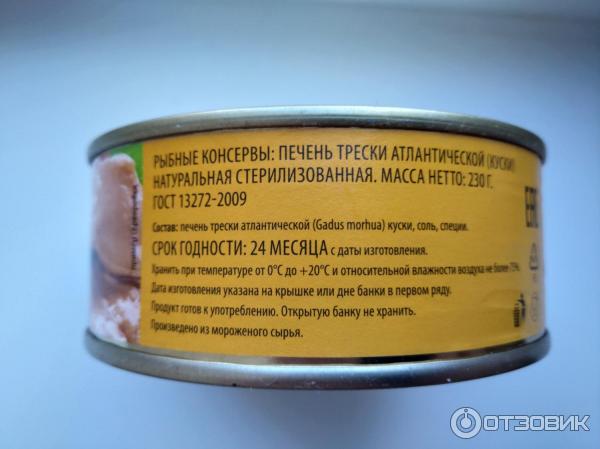 РЫБНЫЕ КОНСЕРВЫ: ПЕЧЕНЬ ТРЕСКИ АТЛАНТИЧЕСКОЙ (КУСКИ)
НАТУРАЛЬНАЯ СТЕРИЛИЗОВАННАЯ. МАССА НЕТТО: 230 Г.
ГОСТ 13272-2009
Состав: печень трески атлантической (Gadus morhua) куски, соль, специи.
СРОК ГОДНОСТИ: 24 МЕСЯЦА с даты изготовления.
Хранить при температуре от 0°С до +20°С и относительной влажности воздуха не более 75%.
Дата изготовления указана на крышке или дне банки в первом ряду.
Продукт готов к употреблению. Открытую банку не хранить.
Произведено из мороженого сырья.
EAC
ОТЗОВИК